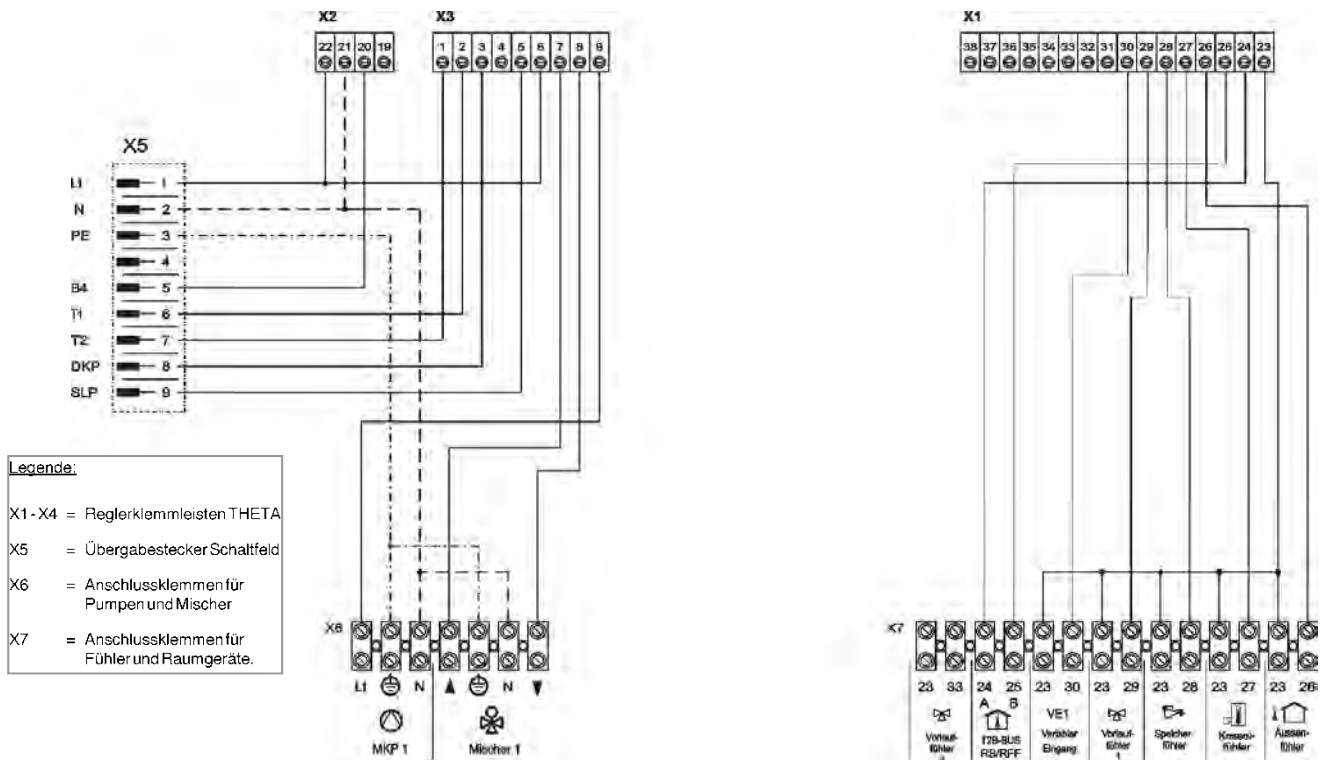 X2 X3 X1
22 21 20 19
1 2 3 4 5 6 7 8 9
38 37 36 35 34 33 32 31 30 29 28 27 26 25 24 23
X5
L1 1
N 2
PE 3
4
B4 5
T1 6
T2 7
DKP 8
SLP 9
Legende:
X1-X4 = Reglerklemmleisten THETA
X5 = Übergabestecker Schaltfeld
X6 = Anschlussklemmen für
Pumpen und Mischer
X7 = Anschlussklemmen für
Fühler und Raumgeräte.
X6
L1 N N
MKP 1 Mischer 1
X7
23 33 24 25 23 30 23 29 23 28 23 27 23 26
A B
VE1
Vorlauf-
fühler
T2B-BUS
RS/RFF
Variabler
Eingang
Vorlauf-
fühler
1
Speicher
fühler
Kessel-
fühler
Aussen-
fühler